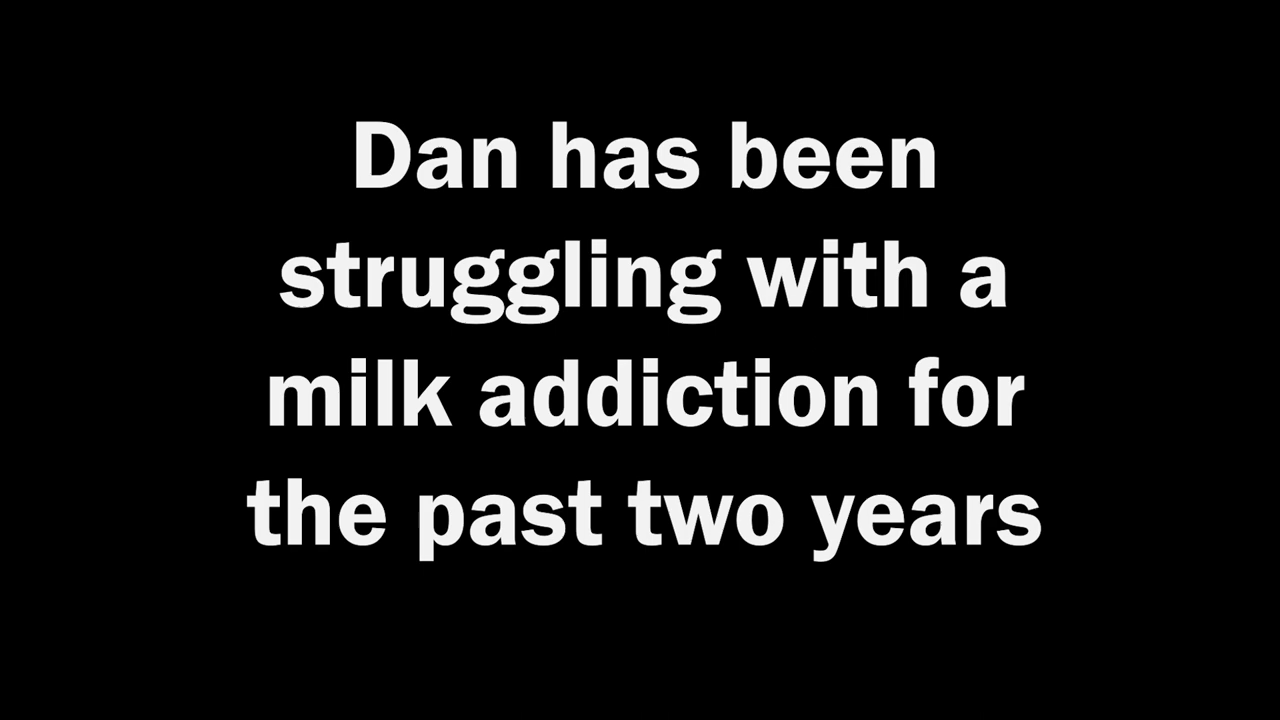 Dan has been
struggling with a
milk addiction for
the past two years